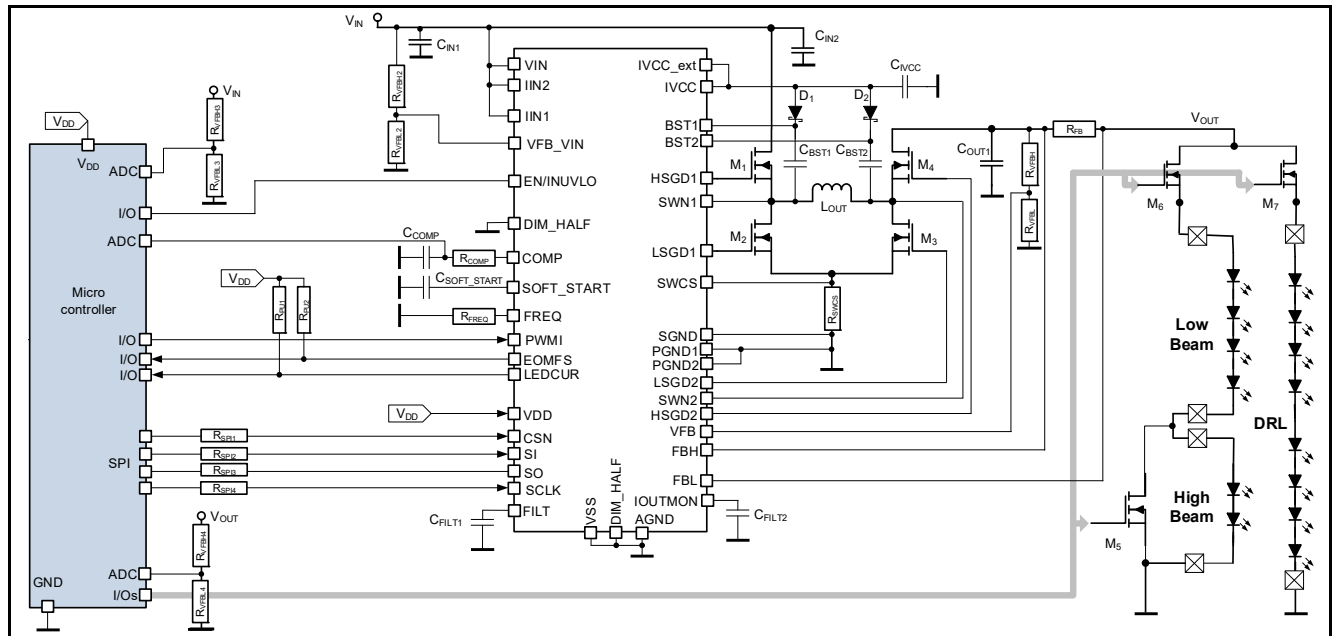 VIN
CIN1
CIN2
VIN
IIN2
IIN1
VFB_VIN
EN/INUVLO
DIM_HALF
COMP
SOFT_START
FREQ
PWMI
EOMFS
LEDCUR
VDD
CSN
SI
SO
SCLK
FILT
VSS
DIM_HALF
AGND
IVCC_ext
IVCC
BST1
BST2
HSGD1
SWN1
LSGD1
SWCS
SGND
PGND1
PGND2
LSGD2
SWN2
HSGD2
VFB
FBH
FBL
IOUTMON
RVFBH2
RVFBL2
VIN
RVFBH3
RVFBL3
VDD
VDD
ADC
I/O
ADC
Micro
controller
I/O
I/O
I/O
SPI
ADC
I/Os
GND
CCOMP
RCOMP
CSOFT_START
RFREQ
VDD
RPU1
RPU2
VDD
RSPI1
RSPI2
RSPI3
RSPI4
CFILT1
VOUT
RVFBH4
RVFBL4
CIVCC
D1
D2
CBST1
CBST2
M1
M4
LOUT
M2
M3
RSWCS
COUT1
RVFBH
RVFBL
RFB
VOUT
M6
M7
Low
Beam
DRL
High
Beam
M5
CFILT2